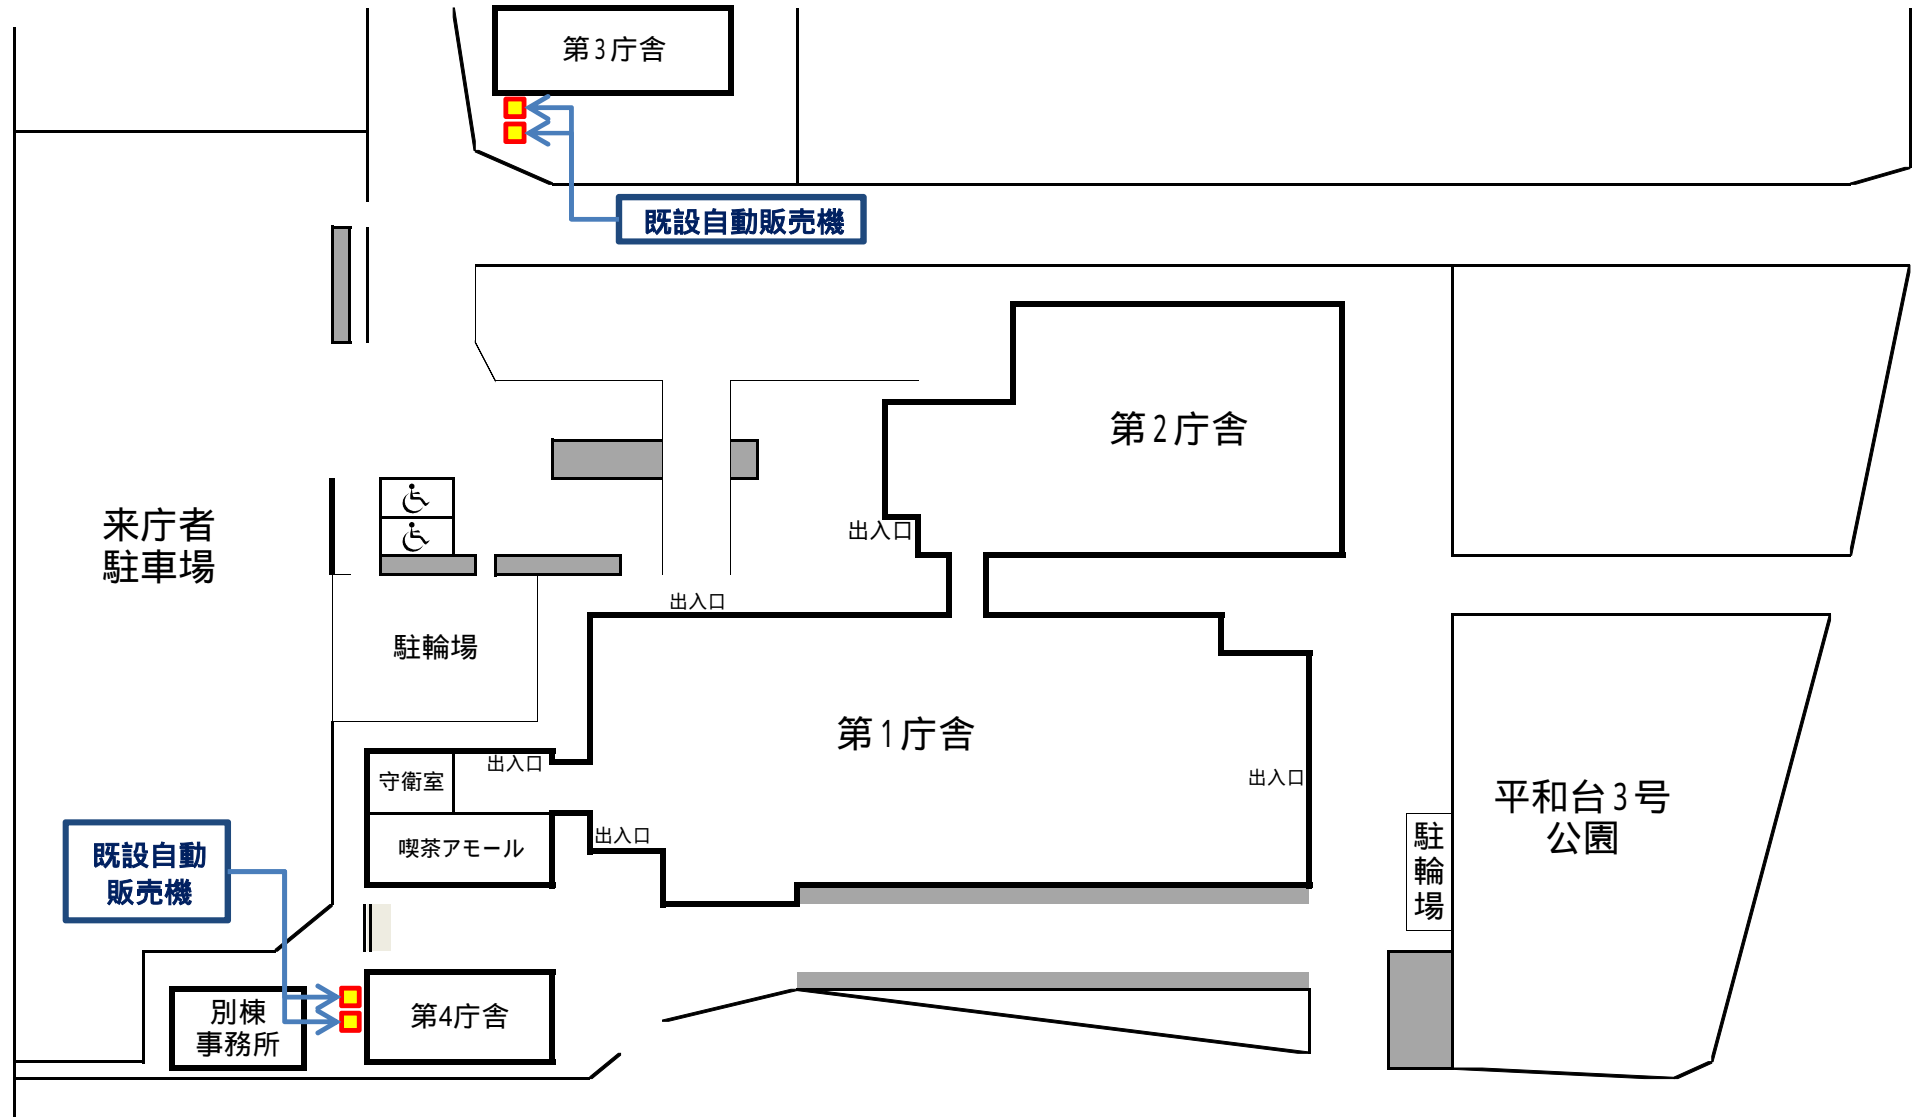 第3庁舎
既設自動販売機
第2庁舎
来庁者
駐車場
出入口
出入口
駐輪場
第1庁舎
守衛室
出入口
出入口
平和台3号
公園
喫茶アモール
出入口
駐
輪
場
既設自動
販売機
別棟
事務所
第4庁舎